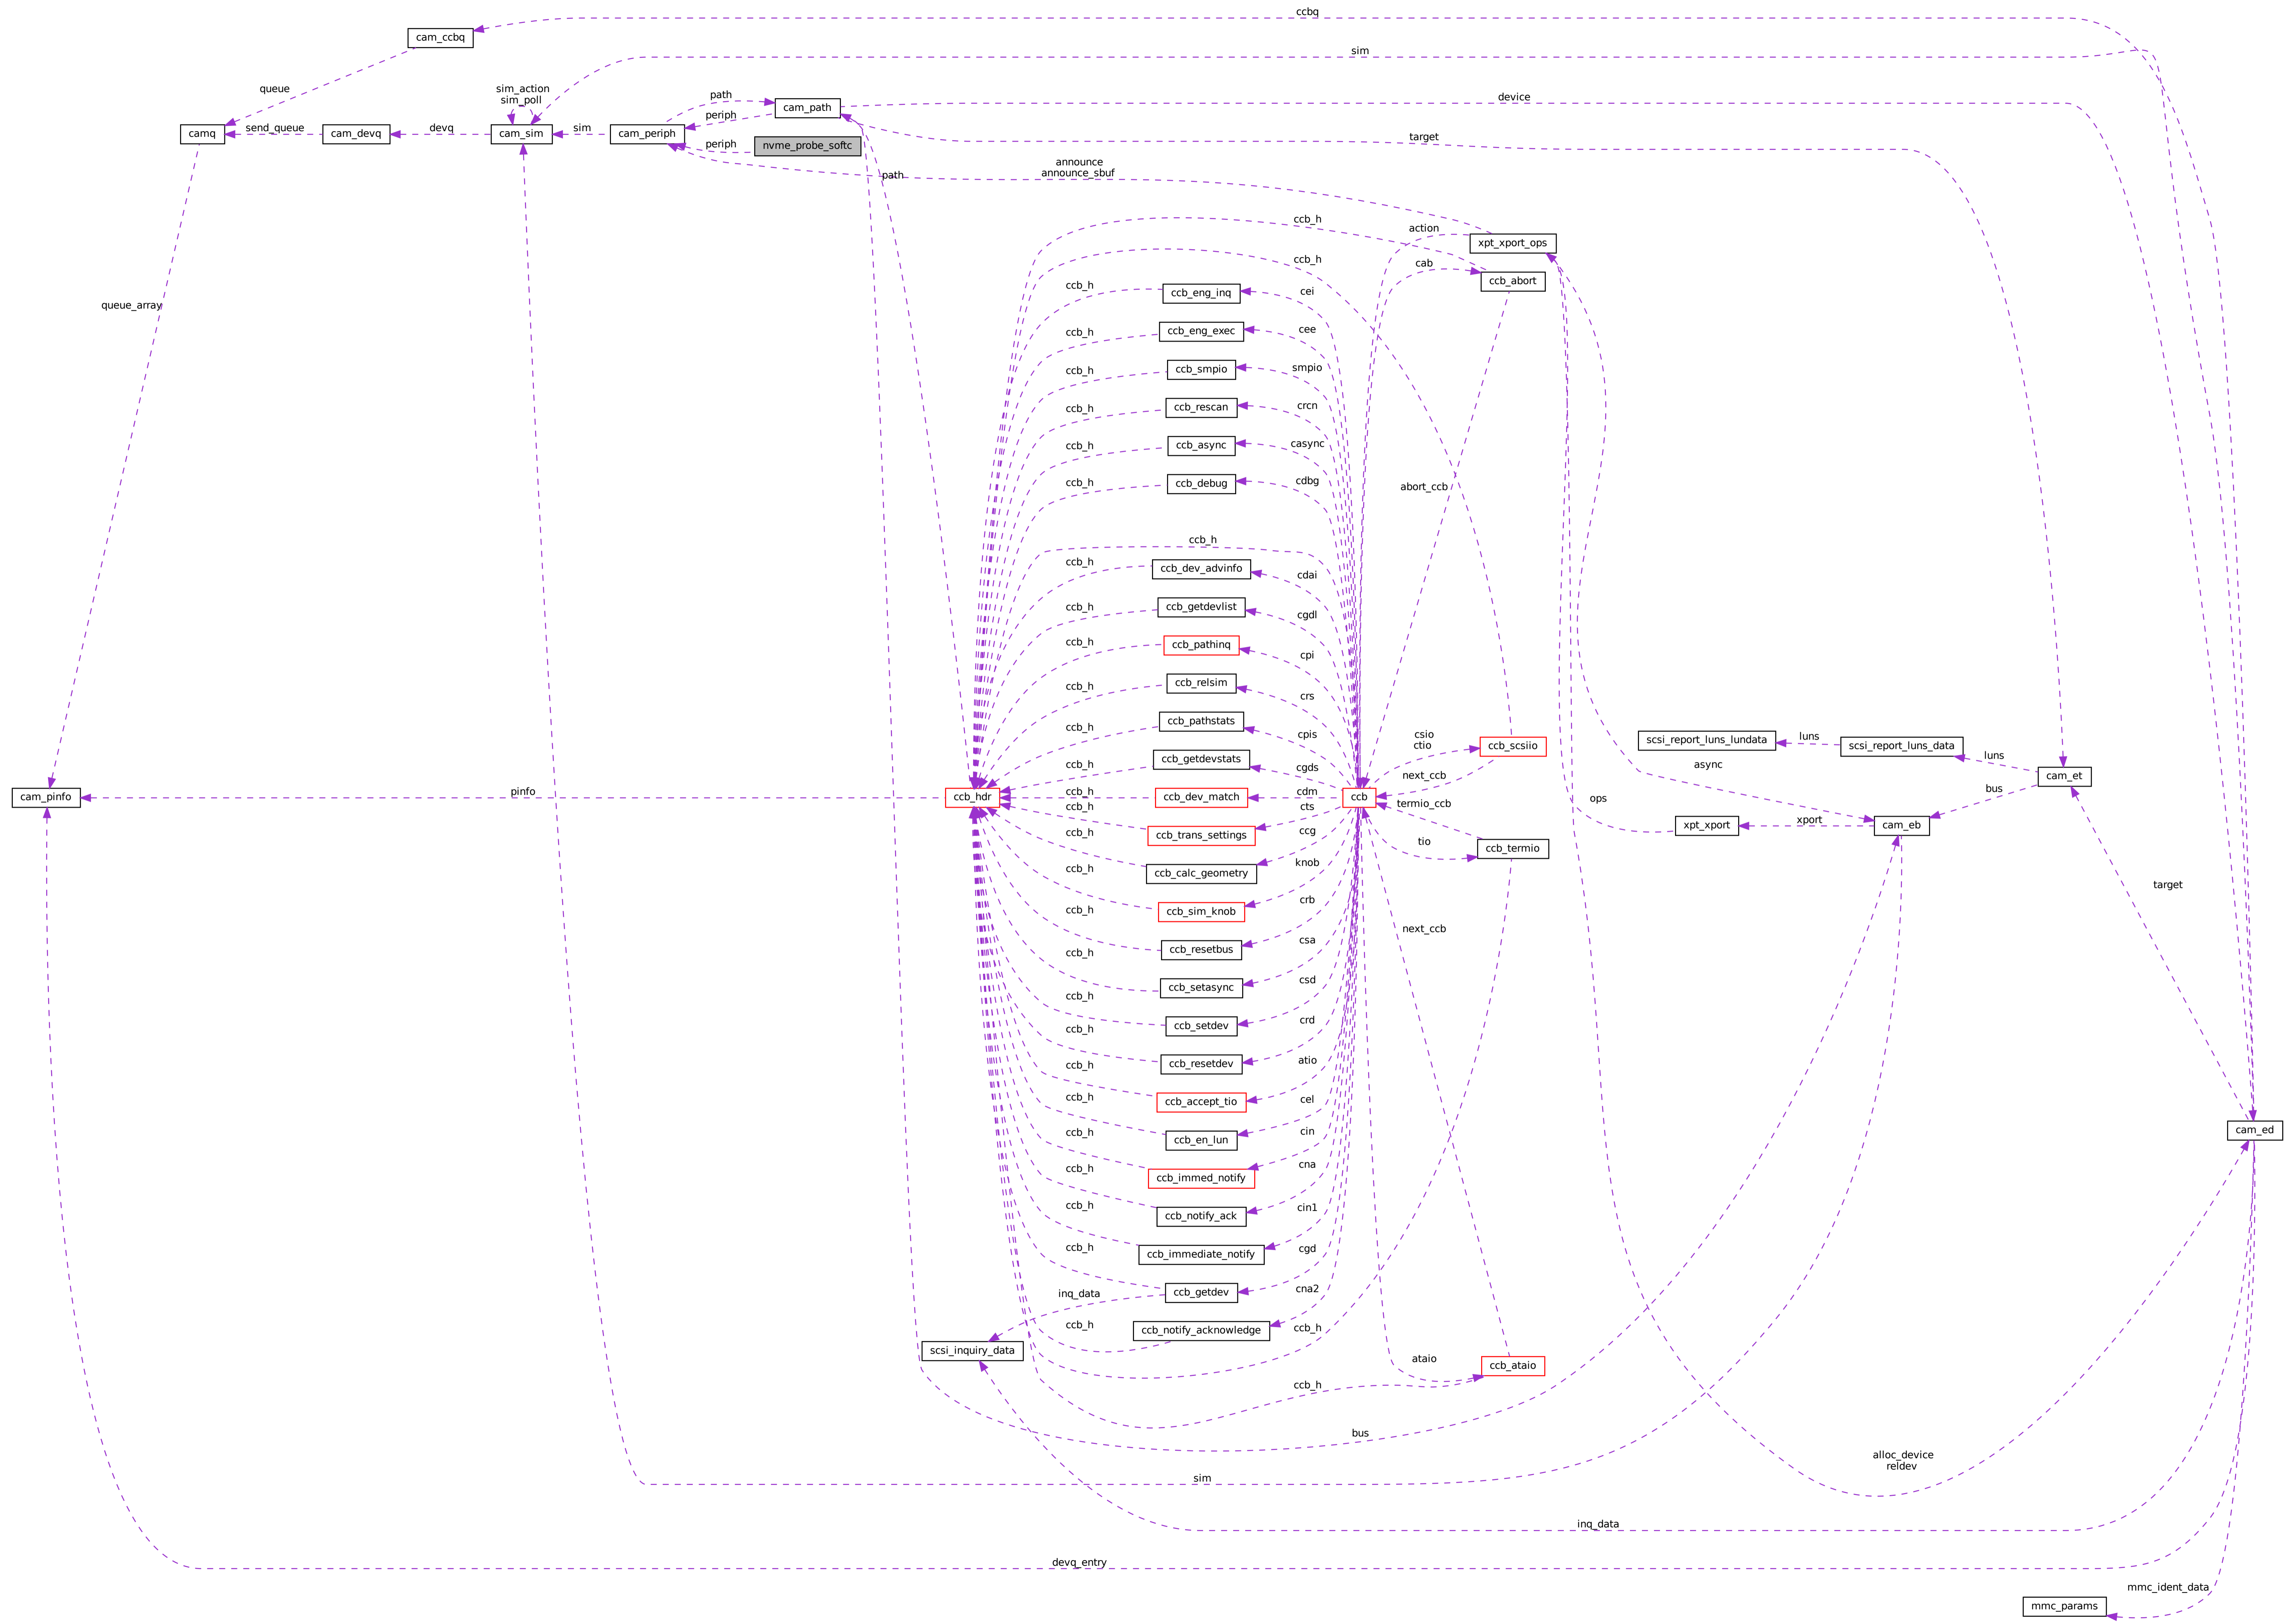 ccbq
cam_ccbq
sim
queue
sim_action
sim_poll
path
cam_path
device
camq
send_queue
cam_devq
devq
cam_sim
sim
cam_periph
periph
target
periph
nvme_probe_softc
announce
announce_sbuf
path
ccb_h
action
xpt_xport_ops
ccb_h
cab
ccb_abort
ccb_h
ccb_eng_inq
cei
queue_array
ccb_h
ccb_eng_exec
cee
ccb_h
ccb_smpio
smpio
ccb_h
ccb_rescan
crcn
ccb_h
ccb_async
casync
ccb_h
ccb_debug
cdbg
abort_ccb
ccb_h
ccb_h
ccb_dev_advinfo
cdai
ccb_h
ccb_getdevlist
cgdl
ccb_h
ccb_pathinq
cpi
ccb_h
ccb_relsim
crs
ccb_h
ccb_pathstats
cpis
csio
ctio
ccb_scsiio
scsi_report_luns_lundata
luns
scsi_report_luns_data
luns
ccb_h
ccb_getdevstats
cgds
next_ccb
async
cam_et
cam_pinfo
pinfo
ccb_hdr
ccb_h
ccb_dev_match
cdm
ccb
termio_ccb
ops
bus
ccb_h
ccb_trans_settings
cts
xpt_xport
xport
cam_eb
ccb_h
ccb_calc_geometry
ccg
tio
ccb_termio
ccb_h
ccb_sim_knob
knob
target
ccb_h
ccb_resetbus
crb
next_ccb
ccb_h
ccb_setasync
csa
ccb_h
ccb_setdev
csd
ccb_h
ccb_resetdev
crd
ccb_h
ccb_accept_tio
atio
ccb_h
ccb_en_lun
cel
cam_ed
ccb_h
ccb_immed_notify
cin
ccb_h
ccb_notify_ack
cna
ccb_h
ccb_immediate_notify
cin1
ccb_h
ccb_getdev
cgd
inq_data
cna2
ccb_h
ccb_notify_acknowledge
ccb_h
scsi_inquiry_data
ataio
ccb_ataio
ccb_h
bus
alloc_device
reldev
sim
inq_data
devq_entry
mmc_ident_data
mmc_params